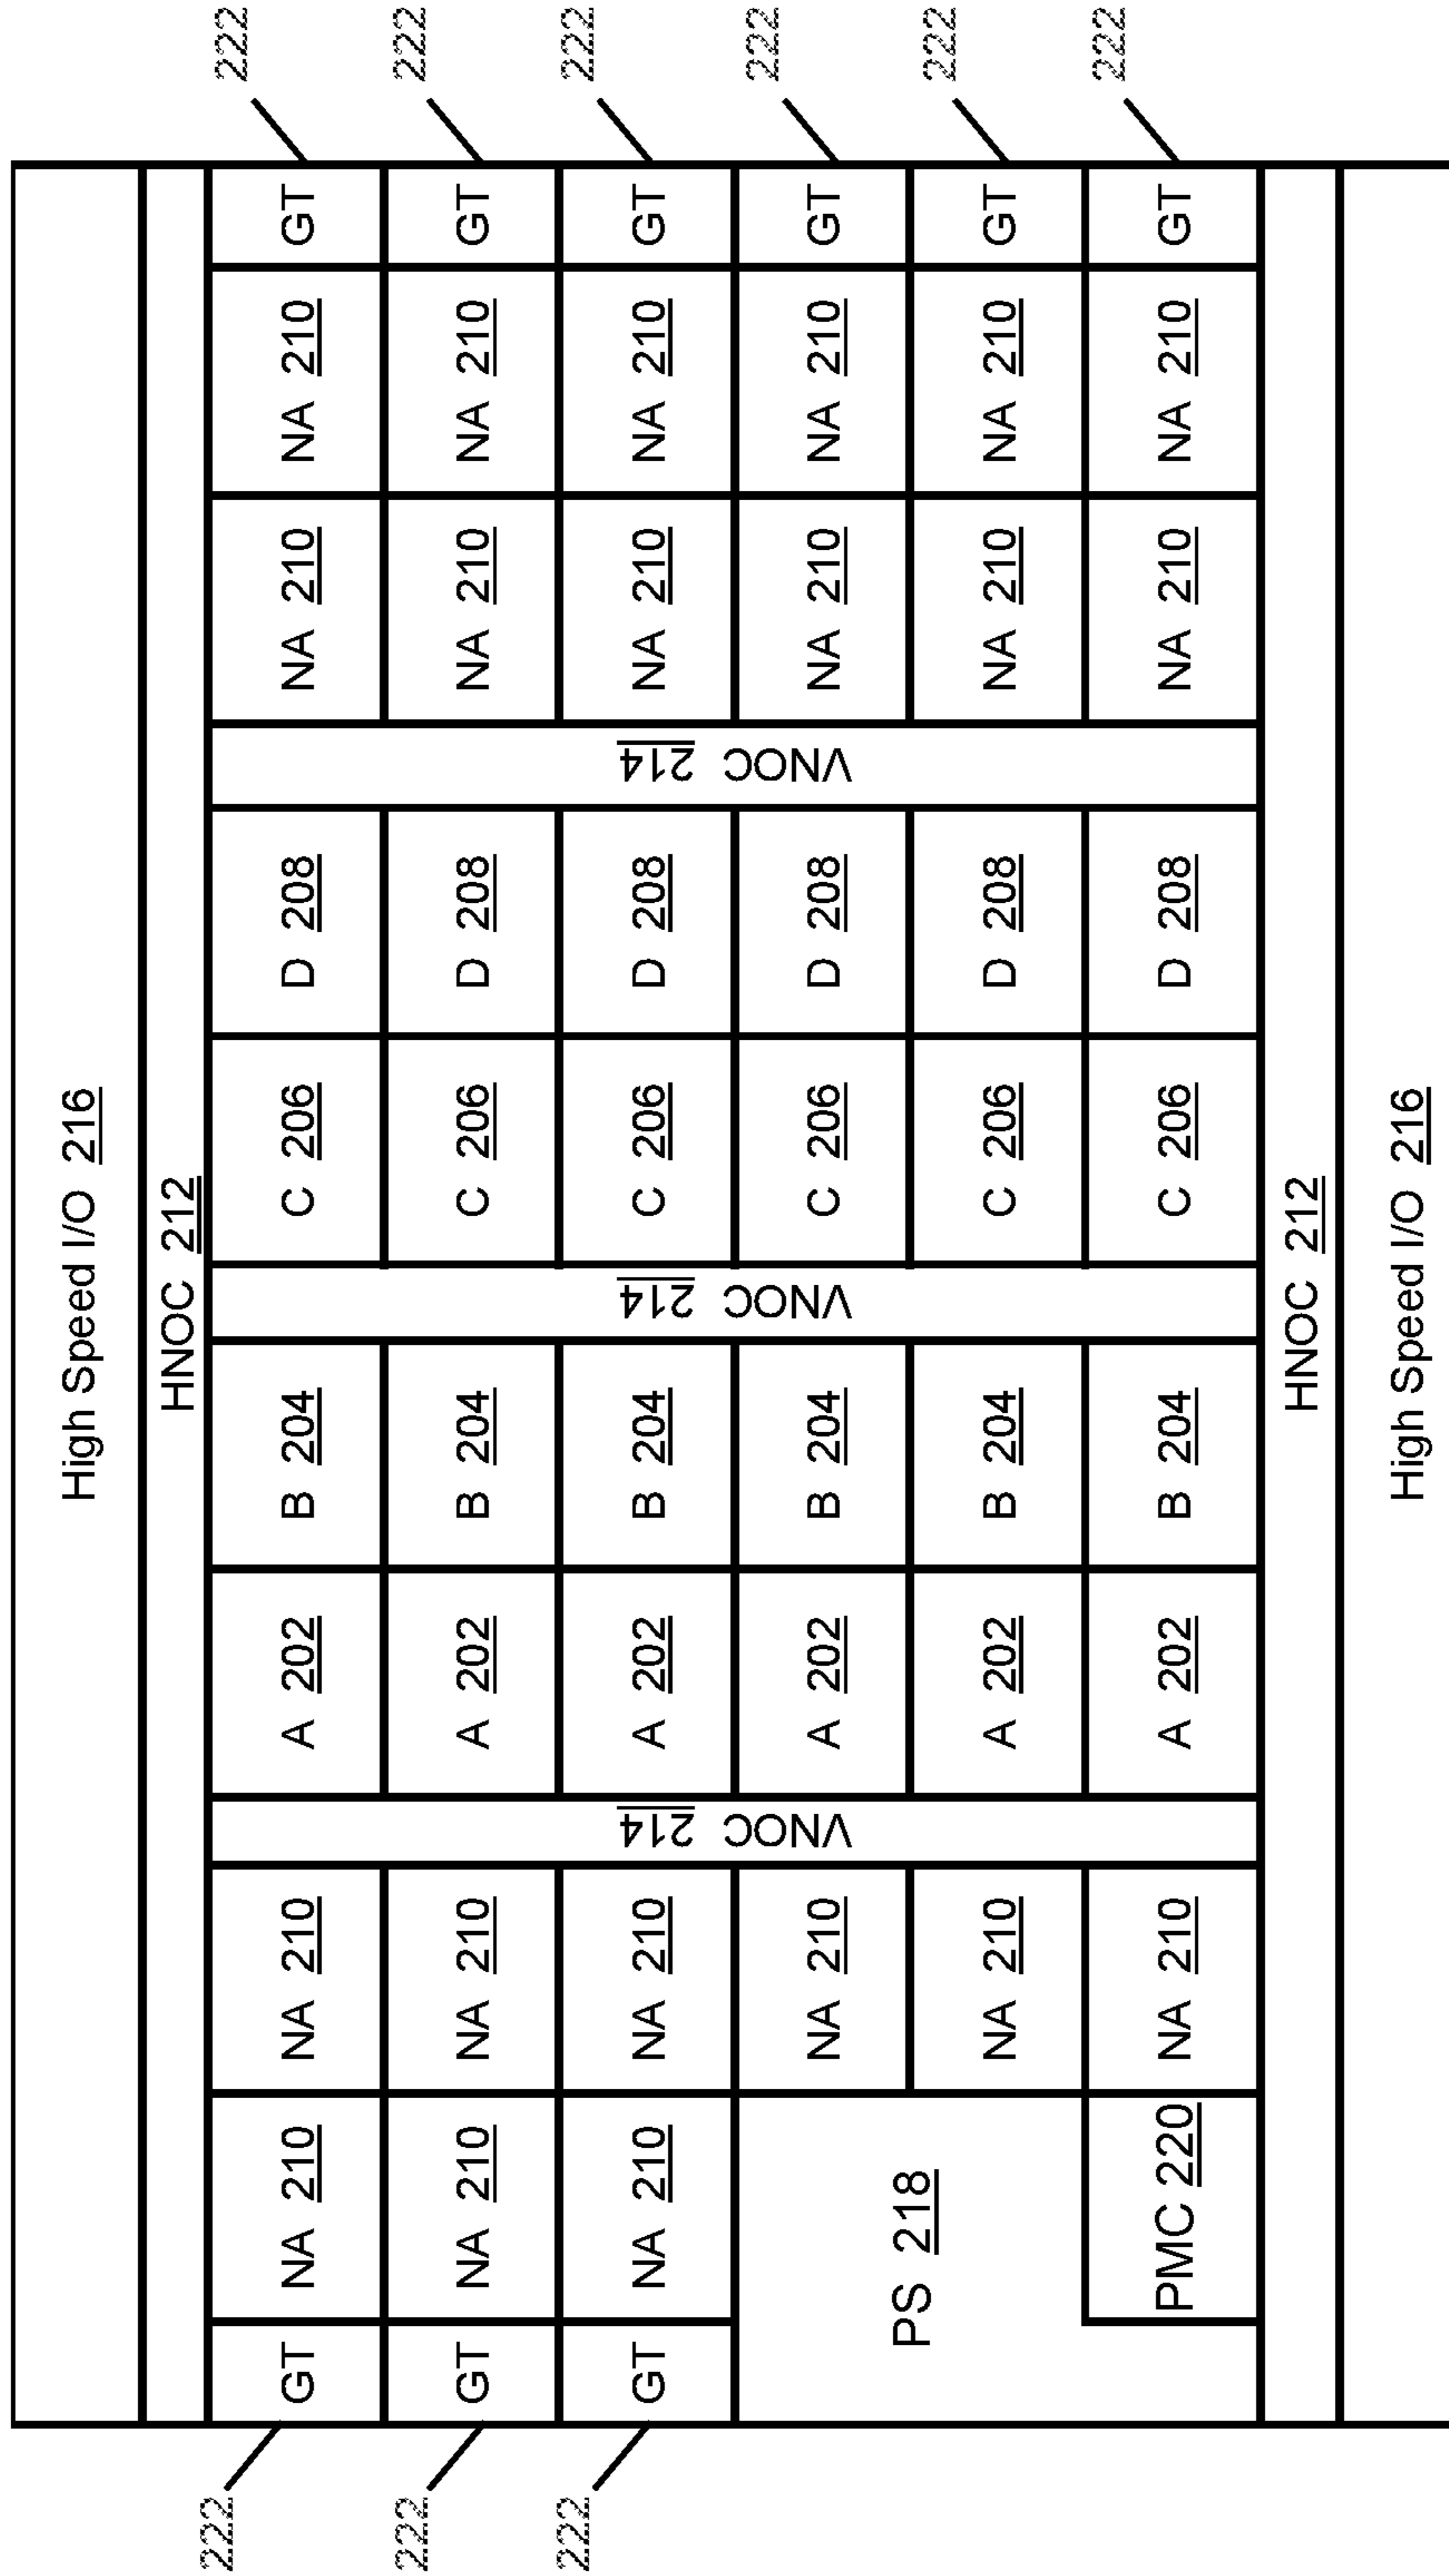 High Speed I/O 216
HNOC 212
222 GT NA 210 NA 210 A 202 B 204 C 206 D 208 NA 210 NA 210 GT 222
222 GT NA 210 NA 210 A 202 B 204 C 206 D 208 NA 210 NA 210 GT 222
222 GT NA 210 NA 210 A 202 B 204 C 206 D 208 NA 210 NA 210 GT 222
VNOC 214
VNOC 214
VNOC 214
NA 210 A 202 B 204 C 206 D 208 NA 210 NA 210 GT 222
PS 218
NA 210 A 202 B 204 C 206 D 208 NA 210 NA 210 GT 222
PMC 220 NA 210 A 202 B 204 C 206 D 208 NA 210 NA 210 GT 222
HNOC 212
High Speed I/O 216